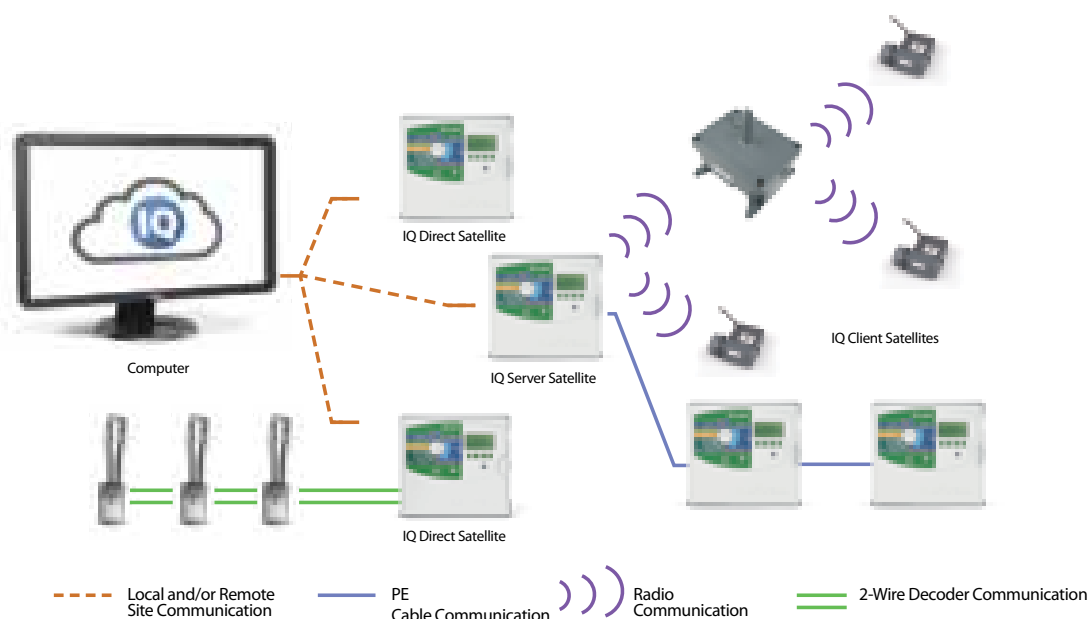 IQ
IQ Direct Satellite
Computer
IQ Server Satellite
IQ Client Satellites
IQ Direct Satellite
Local and/or Remote
Site Communication
PE
Cable Communication
Radio
Communication
2-Wire Decoder Communication